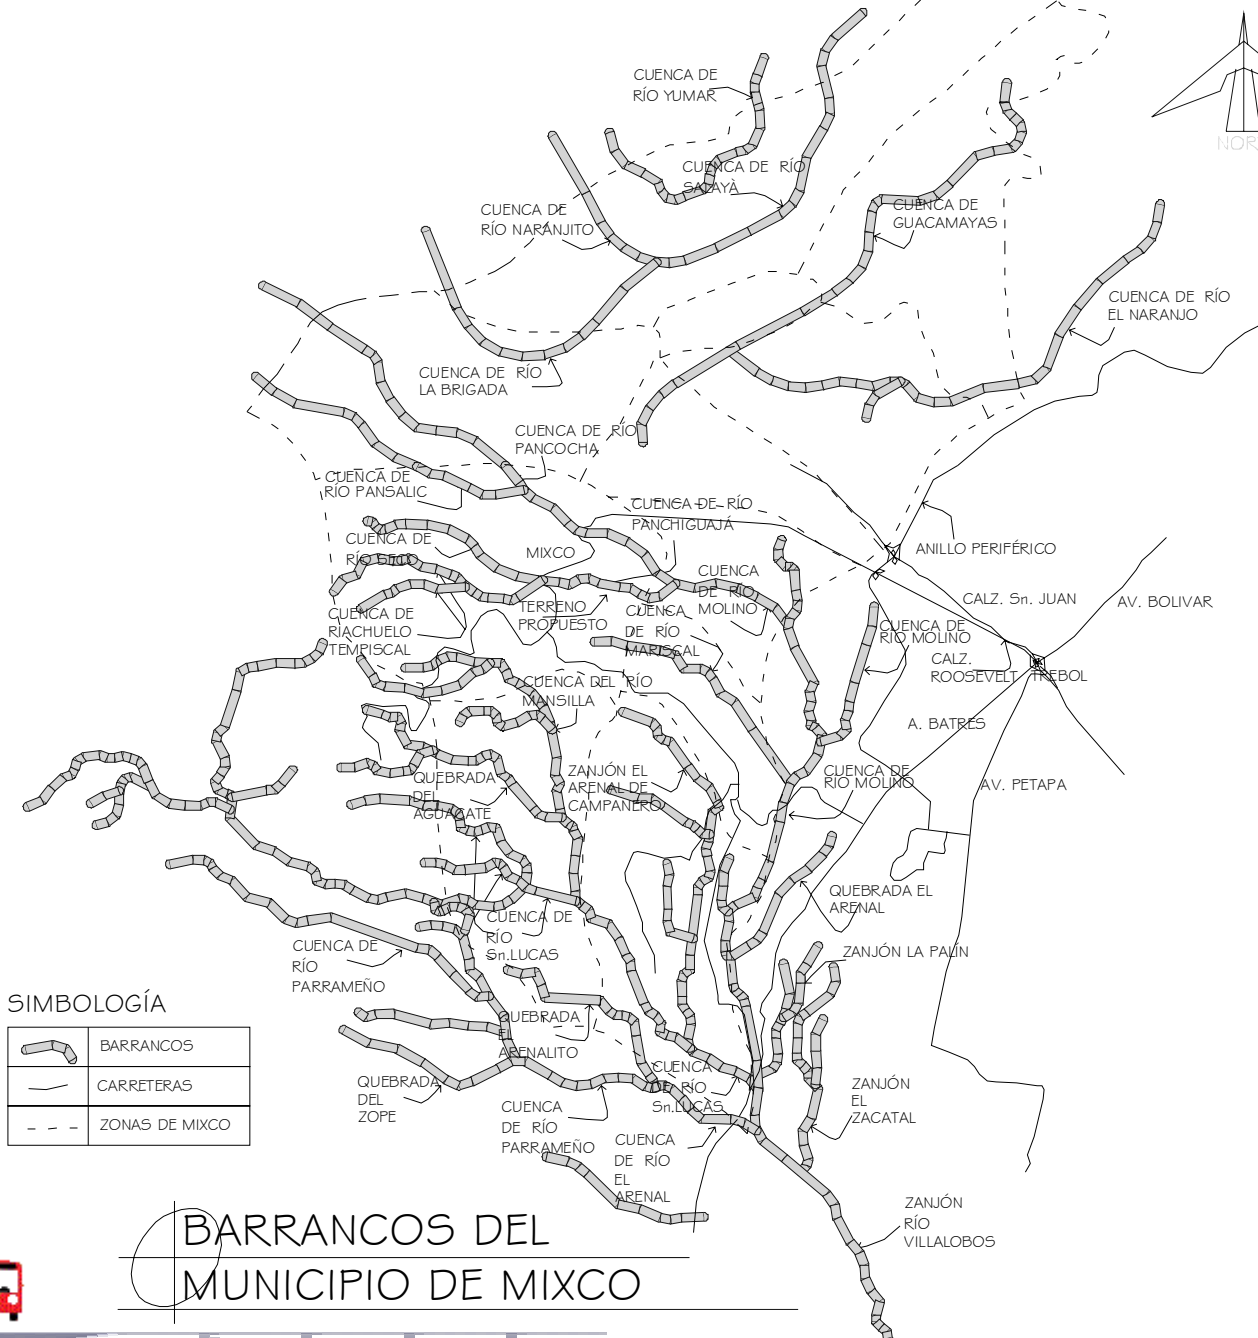 CUENCA DE
RÍO YUMAR
CUENCA DE RÍO
SALAYÀ
CUENCA DE
RÍO NARANJITO
CUENCA DE
GUACAMAYAS
CUENCA DE RÍO
EL NARANJO
CUENCA DE RÍO
LA BRIGADA
CUENCA DE RÍO
PANCOCHA
CUENCA DE
RÍO PANSALIC
CUENCA DE RÍO
PANCHIGUAJÁ
CUENCA DE
RÍO SECO
MIXCO
ANILLO PERIFÉRICO
CUENCA
DE RÍO
MOLINO
CALZ. Sn. JUAN
AV. BOLIVAR
TERRENO
PROPUESTO
CUENCA
DE RÍO
MARISCAL
CUENCA DE
RIACHUELO
TEMPISCAL
CUENCA DE
RÍO MOLINO
CALZ.
ROOSEVELT
TREBOL
CUENCA DEL RÍO
MANSILLA
A. BATRES
QUEBRADA
DEL
AGUACATE
ZANJÓN EL
ARENAL DE
CAMPANERO
CUENCA DE
RÍO MOLINO
AV. PETAPA
QUEBRADA EL
ARENAL
CUENCA DE
RÍO
Sn.LUCAS
CUENCA DE
RÍO
PARRAMEÑO
ZANJÓN LA PALÍN
QUEBRADA
EL
ARENALITO
QUEBRADA
DEL
ZOPE
CUENCA
DE RÍO
Sn.LUCAS
ZANJÓN
EL
ZACATAL
CUENCA
DE RÍO
PARRAMEÑO
CUENCA
DE RÍO
EL
ARENAL
ZANJÓN
RÍO
VILLALOBOS
SIMBOLOGÍA
BARRANCOS
CARRETERAS
ZONAS DE MIXCO
BARRANCOS DEL
MUNICIPIO DE MIXCO